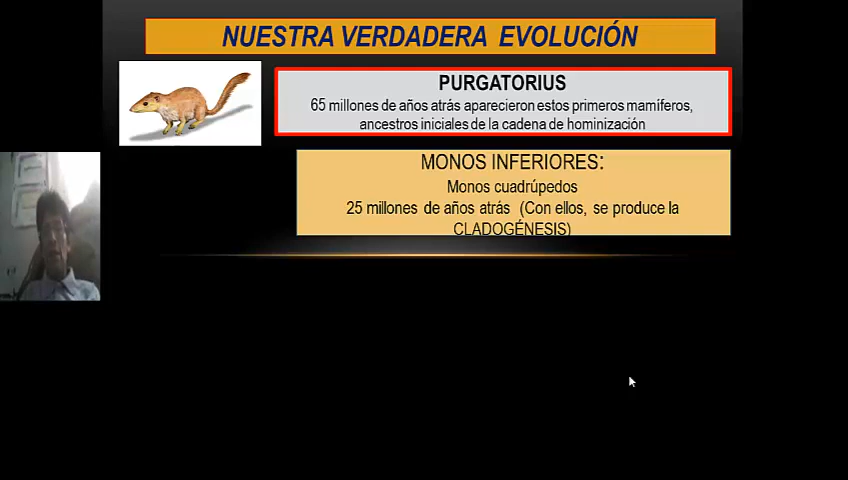 NUESTRA VERDADERA EVOLUCIÓN
PURGATORIUS
65 millones de años atrás aparecieron estos primeros mamíferos,
ancestros iniciales de la cadena de hominización
MONOS INFERIORES:
Monos cuadrúpedos
25 millones de años atrás (Con ellos, se produce la
CLADOGÉNESIS)